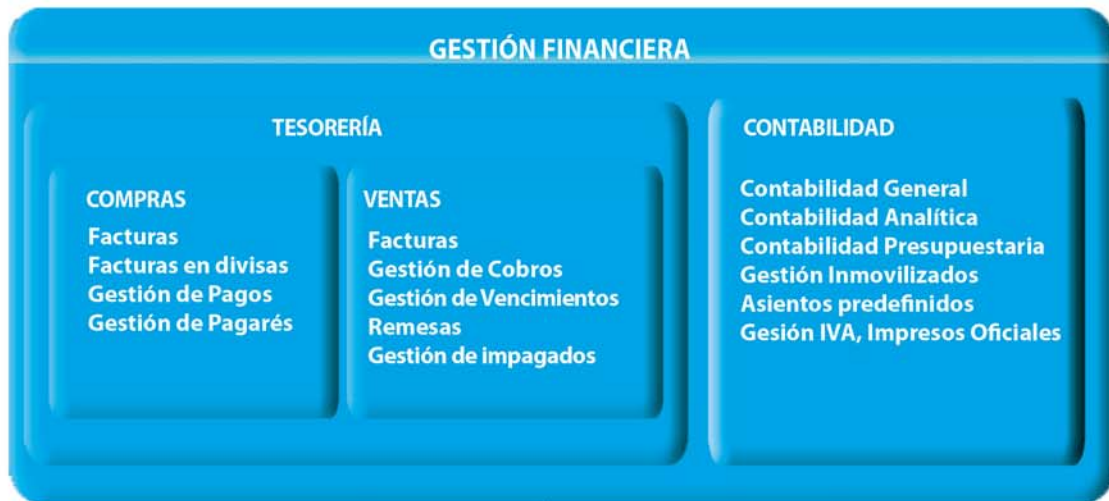 GESTIÓN FINANCIERA
TESORERÍA
COMPRAS
Facturas
Facturas en divisas
Gestión de Pagos
Gestión de Pagarés
VENTAS
Facturas
Gestión de Cobros
Gestión de Vencimientos
Remesas
Gestión de impagados
CONTABILIDAD
Contabilidad General
Contabilidad Analítica
Contabilidad Presupuestaria
Gestión Inmovilizados
Asientos predefinidos
Gesión IVA, Impresos Oficiales